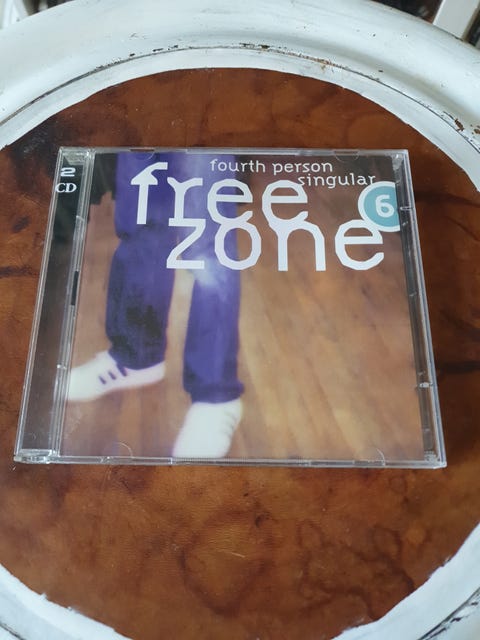 2
CD
fourth person
singular
free
6
zone